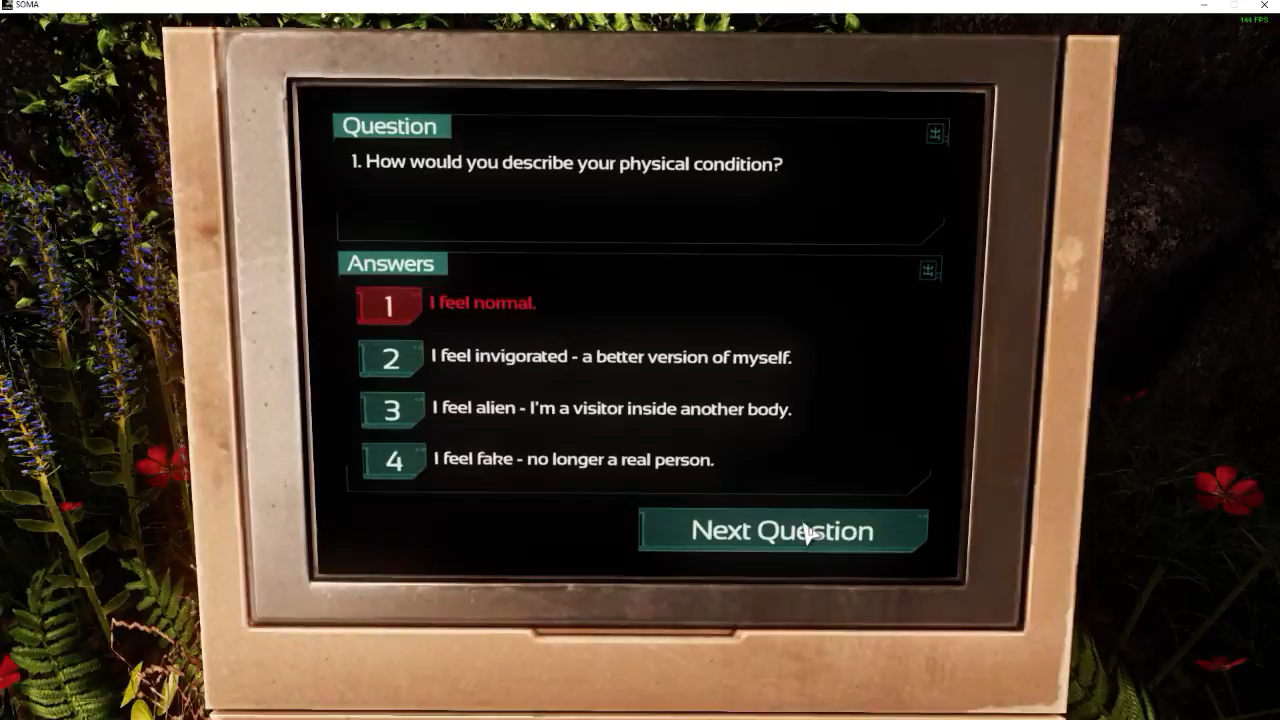 SOMA
144 FPS
Question
1. How would you describe your physical condition?
Answers
1 I feel normal.
2 I feel invigorated - a better version of myself.
3 I feel alien - I'm a visitor inside another body.
4 I feel fake - no longer a real person.
Next Question